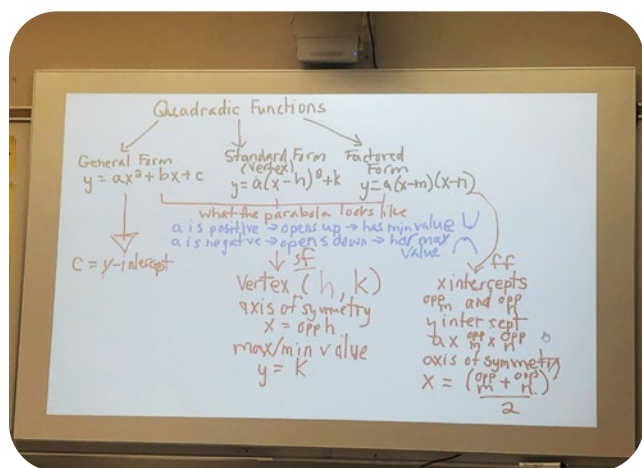 Quadradic Functions
General Form
y = ax² + bx + c
Standard Form
(vertex)
y = a(x-h)² + k
Factored
Form
y = a(x-m)(x-n)
what the parabola looks like
a is positive → opens up → has min value
a is negative → opens down → has max
value
C = y-intersept
sf
Vertex (h, k)
axis of symmetry
x = opp h
max/min value
y = k
ff
x intercepts
opp m and opp n
y intersept
a x opp m x opp n
axis of symmetry
x = (opp m + opp n)
2